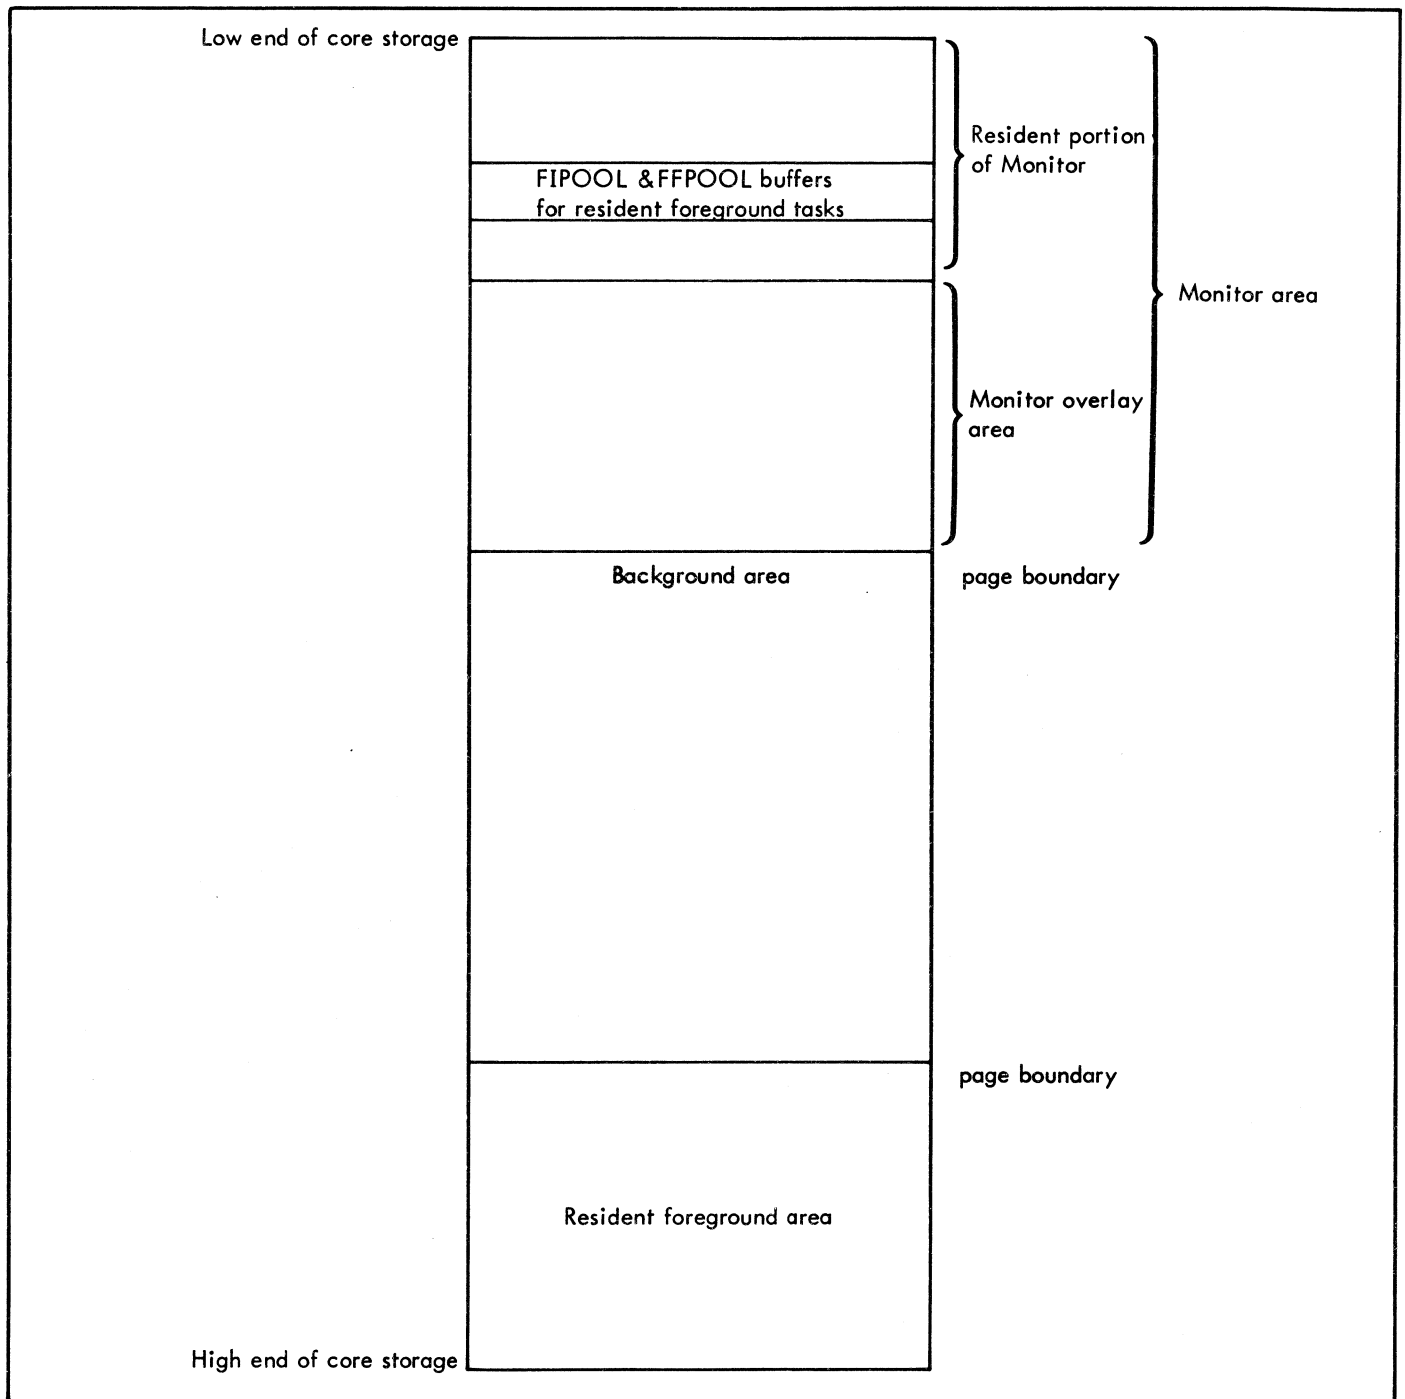 Low end of core storage
Resident portion
of Monitor
FIPOOL &FFPOOL buffers
for resident foreground tasks
Monitor area
Monitor overlay
area
Background area
page boundary
page boundary
Resident foreground area
High end of core storage